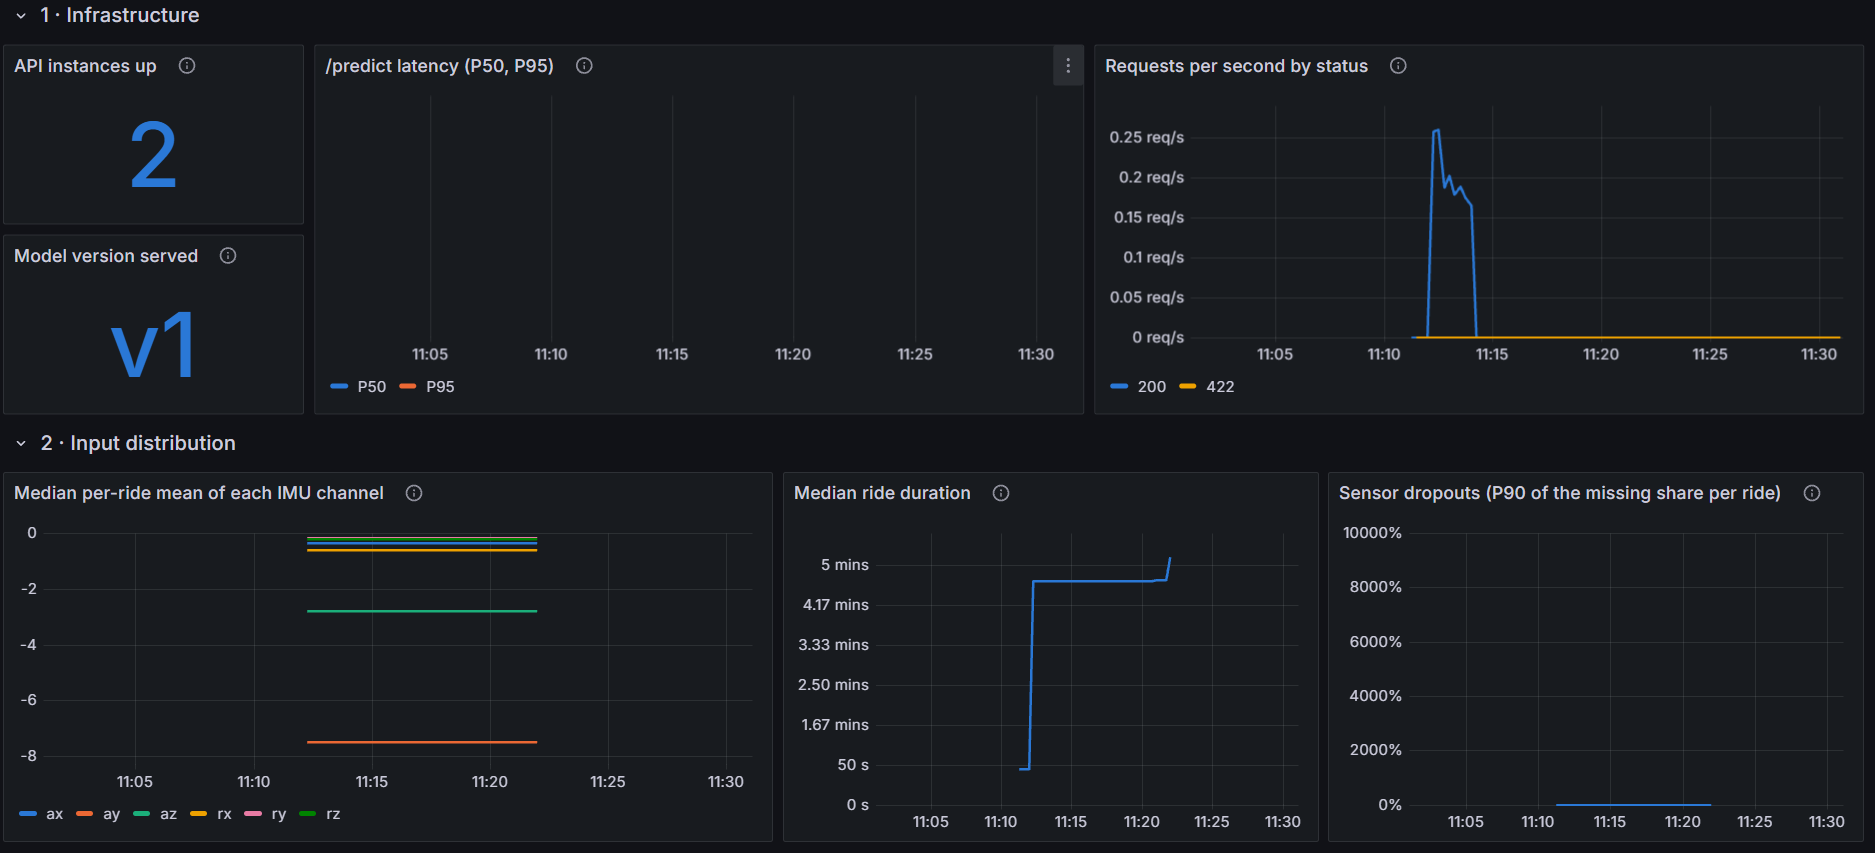 1 · Infrastructure
API instances up
2
Model version served
v1
/predict latency (P50, P95)
11:05 11:10 11:15 11:20 11:25 11:30
P50 P95
Requests per second by status
0.25 req/s
0.2 req/s
0.15 req/s
0.1 req/s
0.05 req/s
0 req/s
11:05 11:10 11:15 11:20 11:25 11:30
200 422
2 · Input distribution
Median per-ride mean of each IMU channel
0
-2
-4
-6
-8
11:05 11:10 11:15 11:20 11:25 11:30
ax ay az rx ry rz
Median ride duration
5 mins
4.17 mins
3.33 mins
2.50 mins
1.67 mins
50 s
0 s
11:05 11:10 11:15 11:20 11:25 11:30
Sensor dropouts (P90 of the missing share per ride)
10000%
8000%
6000%
4000%
2000%
0%
11:05 11:10 11:15 11:20 11:25 11:30